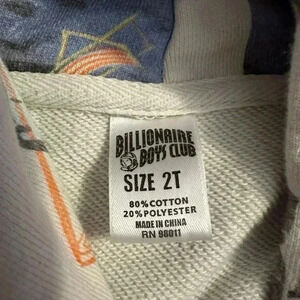 BILLIONAIRE
BOYS CLUB
SIZE 2T
80% COTTON
20% POLYESTER
MADE IN CHINA
RN 98011